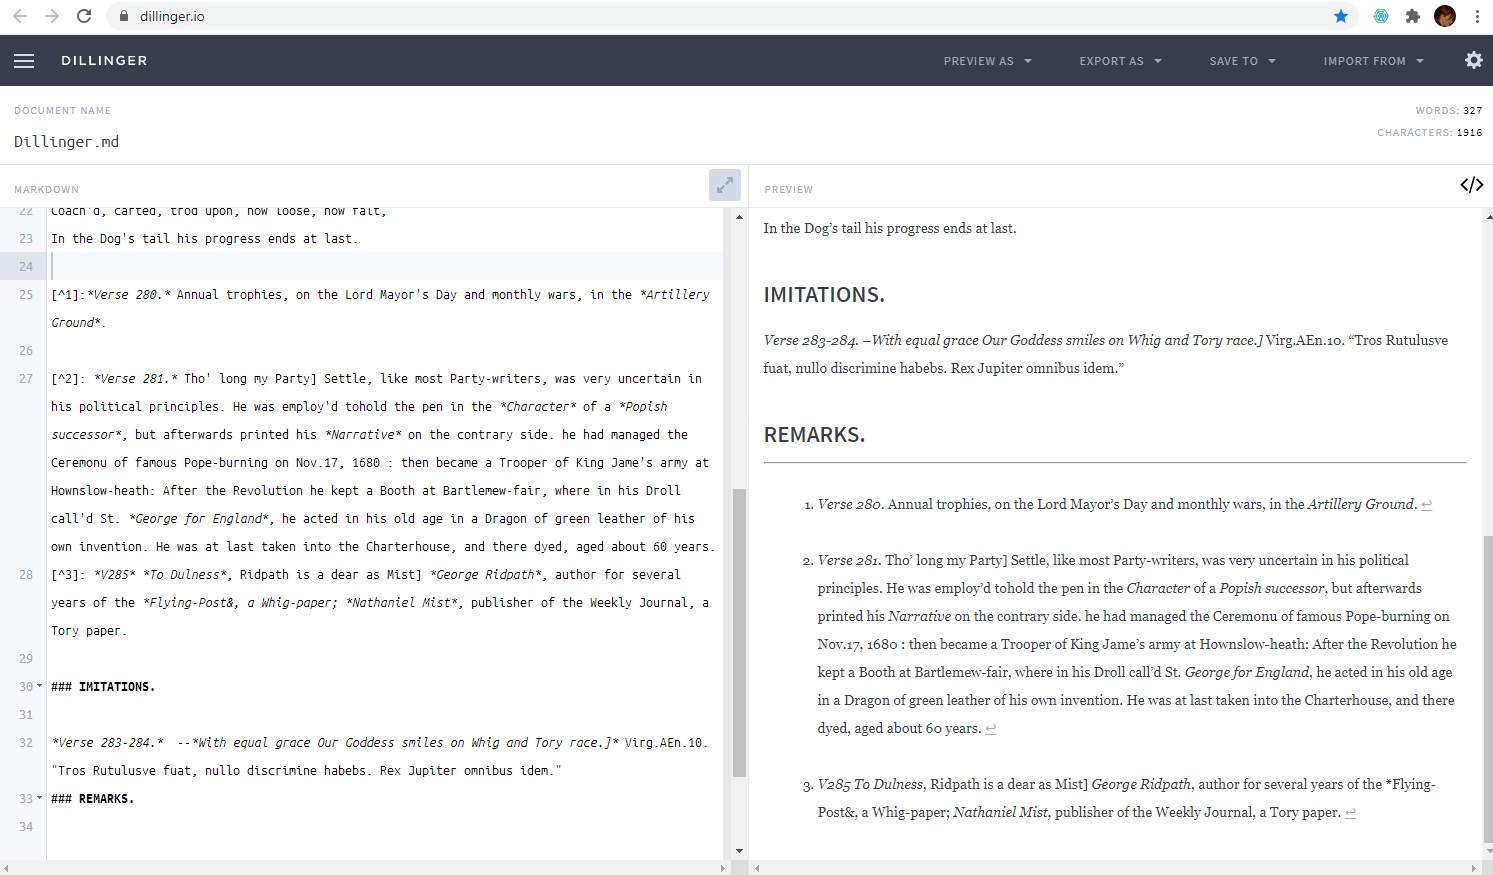 dillinger.io
DILLINGER
PREVIEW AS
EXPORT AS
SAVE TO
IMPORT FROM
DOCUMENT NAME
WORDS: 327
Dillinger.md
CHARACTERS: 1916
MARKDOWN
22 Coach'd, carted, trod upon, now loose, now fast,
23 In the Dog's tail his progress ends at last.
24
25 [^1]:*Verse 280.* Annual trophies, on the Lord Mayor's Day and monthly wars, in the *Artillery
Ground*.
26
27 [^2]: *Verse 281.* Tho' long my Party] Settle, like most Party-writers, was very uncertain in
his political principles. He was employ'd tohold the pen in the *Character* of a *Popish
successor*, but afterwards printed his *Narrative* on the contrary side. he had managed the
Ceremonu of famous Pope-burning on Nov.17, 1680 : then became a Trooper of King Jame's army at
Hownslow-heath: After the Revolution he kept a Booth at Bartlemew-fair, where in his Droll
call'd St. *George for England*, he acted in his old age in a Dragon of green leather of his
own invention. He was at last taken into the Charterhouse, and there dyed, aged about 60 years.
28 [^3]: *V285* *To Dulness*, Ridpath is a dear as Mist] *George Ridpath*, author for several
years of the *Flying-Post&, a Whig-paper; *Nathaniel Mist*, publisher of the Weekly Journal, a
Tory paper.
29
30 ### IMITATIONS.
31
32 *Verse 283-284.*  --*With equal grace Our Goddess smiles on Whig and Tory race.]* Virg.AEn.10.
"Tros Rutulusve fuat, nullo discrimine habebs. Rex Jupiter omnibus idem."
33 ### REMARKS.
34
PREVIEW
</>
In the Dog’s tail his progress ends at last.
IMITATIONS.
Verse 283-284. –With equal grace Our Goddess smiles on Whig and Tory race.] Virg.AEn.10. “Tros Rutulusve
fuat, nullo discrimine habebs. Rex Jupiter omnibus idem.”
REMARKS.
1. Verse 280. Annual trophies, on the Lord Mayor’s Day and monthly wars, in the Artillery Ground. ↩
2. Verse 281. Tho’ long my Party] Settle, like most Party-writers, was very uncertain in his political
principles. He was employ’d tohold the pen in the Character of a Popish successor, but afterwards
printed his Narrative on the contrary side. he had managed the Ceremonu of famous Pope-burning on
Nov.17, 1680 : then became a Trooper of King Jame’s army at Hownslow-heath: After the Revolution he
kept a Booth at Bartlemew-fair, where in his Droll call’d St. George for England, he acted in his old age
in a Dragon of green leather of his own invention. He was at last taken into the Charterhouse, and there
dyed, aged about 60 years. ↩
3. V285 To Dulness, Ridpath is a dear as Mist] George Ridpath, author for several years of the *Flying-
Post&, a Whig-paper; Nathaniel Mist, publisher of the Weekly Journal, a Tory paper. ↩